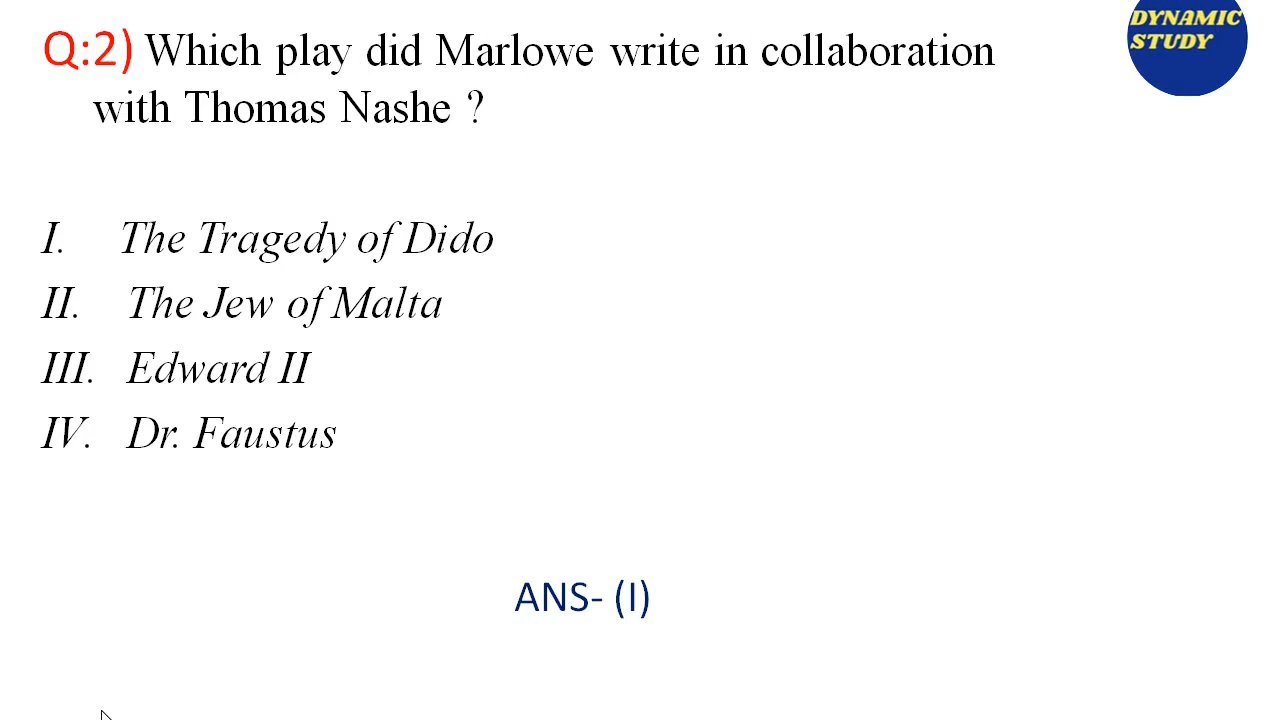 DYNAMIC
STUDY
Q:2) Which play did Marlowe write in collaboration
with Thomas Nashe ?
I. The Tragedy of Dido
II. The Jew of Malta
III. Edward II
IV. Dr. Faustus
ANS- (I)